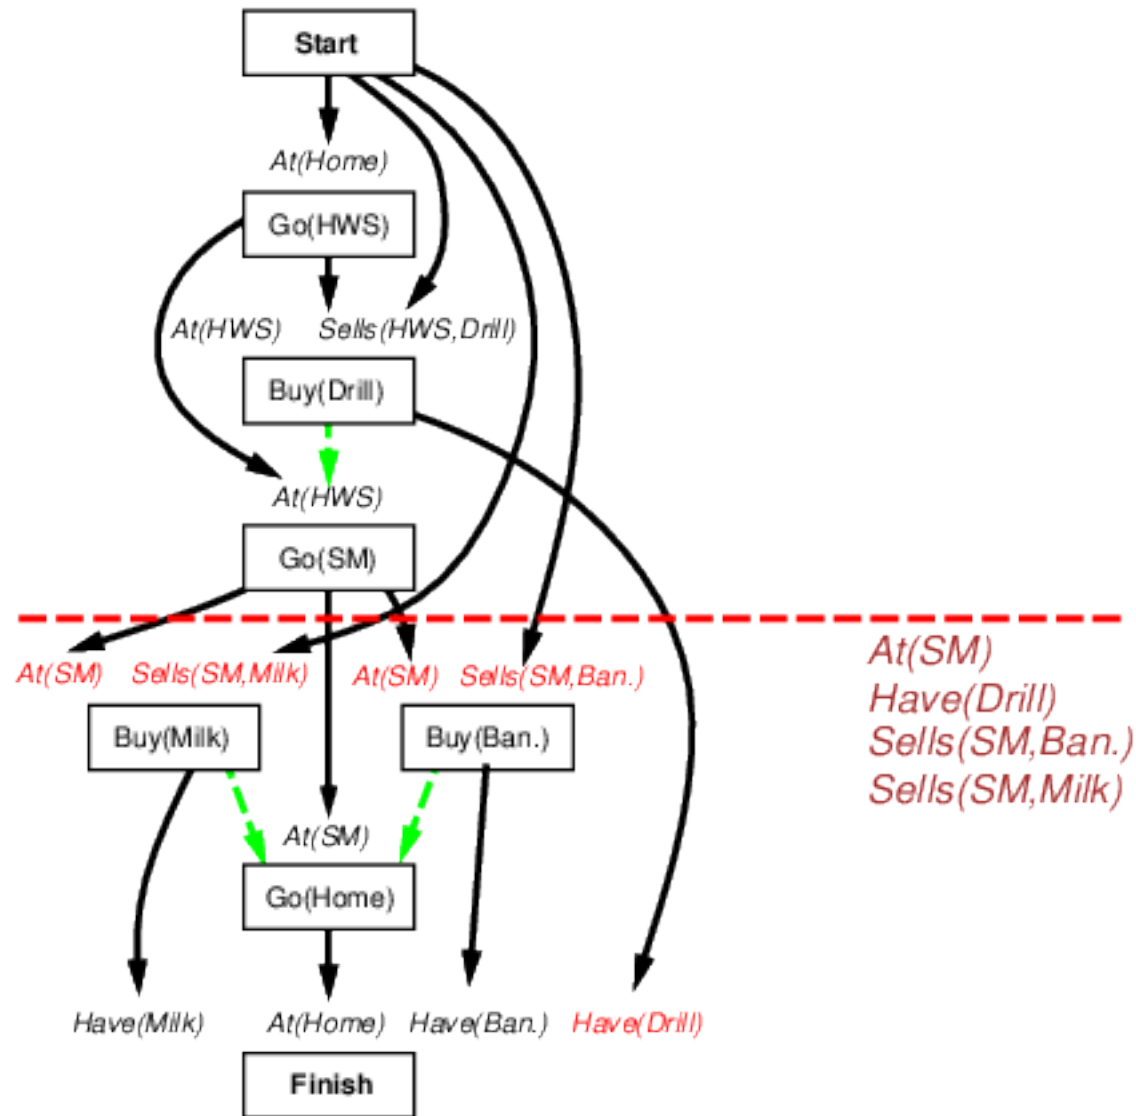 Start
At(Home)
Go(HWS)
At(HWS) Sells(HWS,Drill)
Buy(Drill)
At(HWS)
Go(SM)
At(SM) Sells(SM,Milk) At(SM) Sells(SM,Ban.)
Buy(Milk) Buy(Ban.)
At(SM)
Go(Home)
Have(Milk) At(Home) Have(Ban.) Have(Drill)
Finish
At(SM)
Have(Drill)
Sells(SM,Ban.)
Sells(SM,Milk)